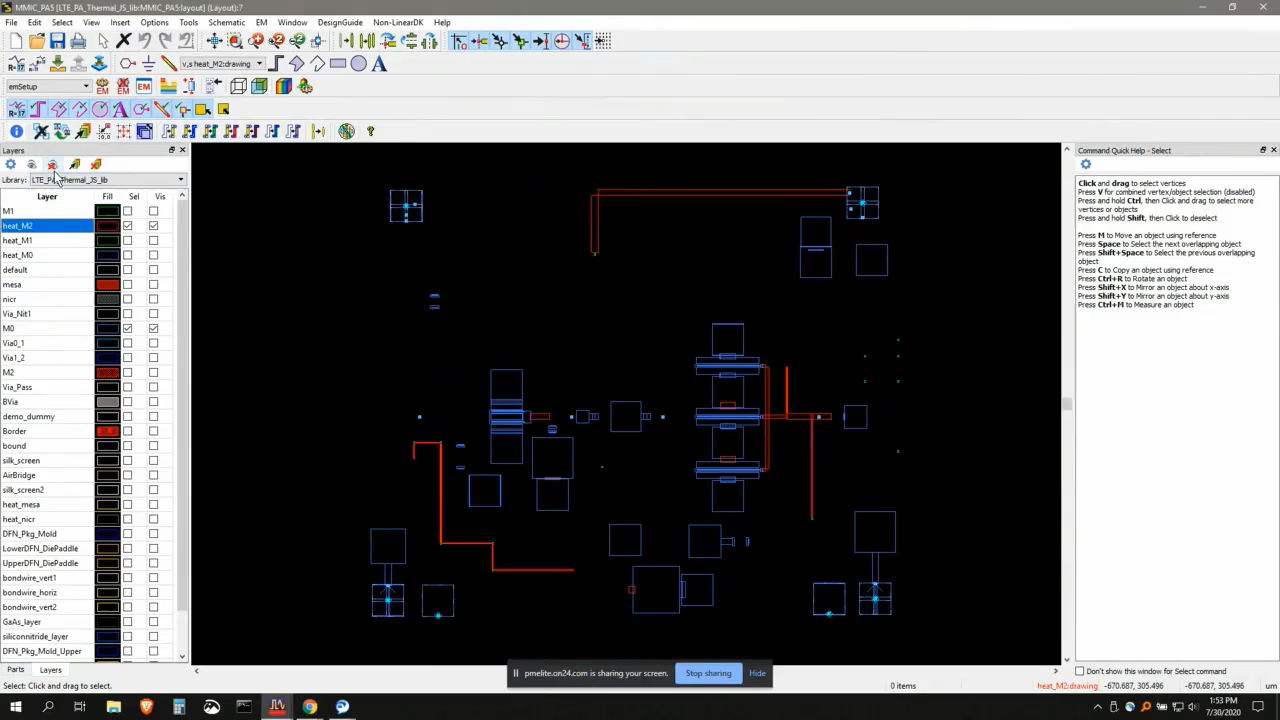 MMIC_PA5 [LTE_PA_Thermal_JS_lib:MMIC_PA5:layout] (Layout):7
File Edit Select View Insert Options Tools Schematic EM Window DesignGuide Non-LinearDK Help
v,s heat_M2:drawing
emSetup
EM EM EM
Layers
Library: LTE_PA_Thermal_JS_lib
Layer Fill Sel Vis
M1
heat_M2
heat_M1
heat_M0
default
mesa
nicr
Via_Nit1
M0
Via0_1
Via1_2
M2
Via_Pass
BVia
demo_dummy
Border
bound
silk_screen
AirBridge
silk_screen2
heat_mesa
heat_nicr
DFN_Pkg_Mold
LowerDFN_DiePaddle
UpperDFN_DiePaddle
bondwire_vert1
bondwire_horiz
bondwire_vert2
GaAs_layer
siliconnitride_layer
DFN_Pkg_Mold_Upper
Parts Layers
Command Quick Help - Select
Click and drag to select vertices
Press V for combined vertex/object selection (disabled)
Press and hold Ctrl, then Click to select more
vertices or objects
Press and hold Shift, then Click to deselect
Press M to Move an object using reference
Press Space to Select the next overlapping object
Press Shift+Space to Select the previous overlapping
object
Press C to Copy an object using reference
Press Ctrl+R to Rotate an object
Press Shift+X to Mirror an object about x-axis
Press Shift+Y to Mirror an object about y-axis
Press Ctrl+M to Measure an object
Don't show this window for Select command
pmelite.on24.com is sharing your screen. Stop sharing Hide
Select: Click and drag to select. 0 items heat_M2:drawing -670.687, 305.496 -670.687, 305.496 um
1:53 PM
7/30/2020